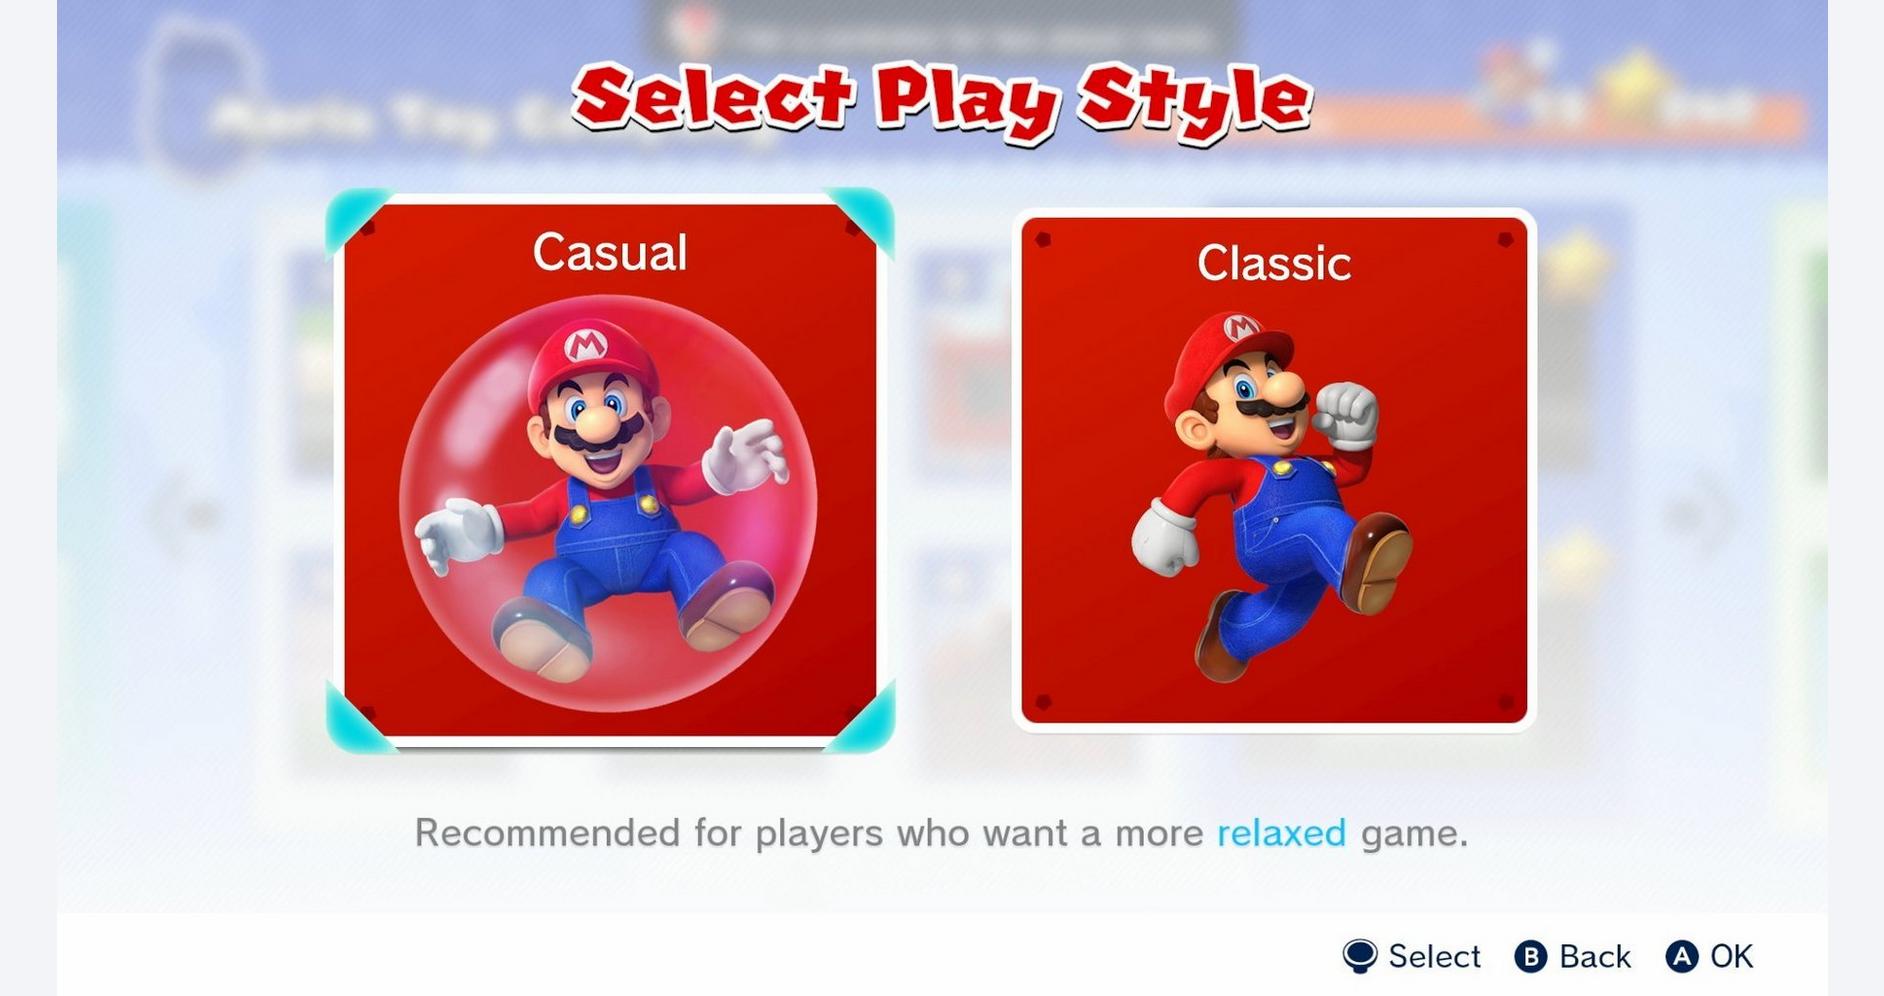 Select Play Style
Casual
Classic
Recommended for players who want a more relaxed game.
Select B Back A OK